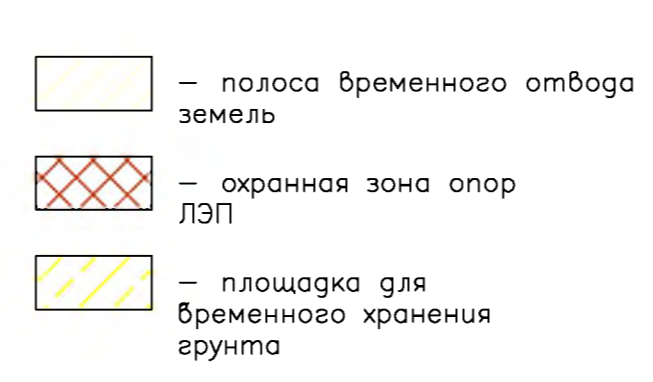 – полоса временного отвода
земель
– охранная зона опор
ЛЭП
– площадка для
временного хранения
грунта